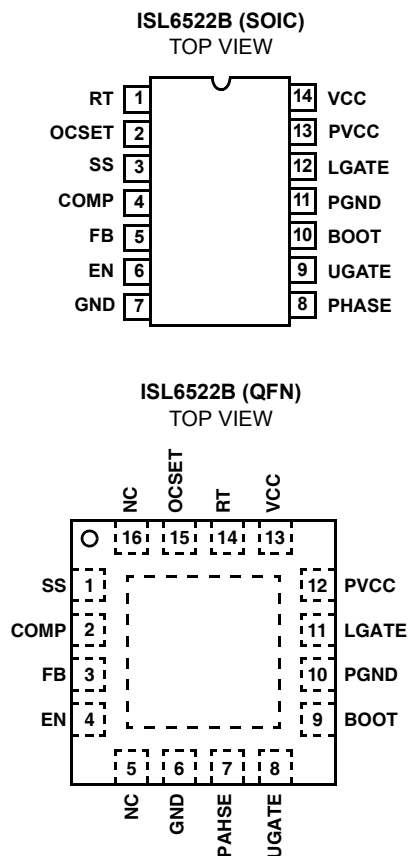 ISL6522B (SOIC)
TOP VIEW
RT 1 14 VCC
OCSET 2 13 PVCC
SS 3 12 LGATE
COMP 4 11 PGND
FB 5 10 BOOT
EN 6 9 UGATE
GND 7 8 PHASE
ISL6522B (QFN)
TOP VIEW
NC OCSET RT VCC
16 15 14 13
SS 1 12 PVCC
COMP 2 11 LGATE
FB 3 10 PGND
EN 4 9 BOOT
5 6 7 8
NC GND PAHSE UGATE